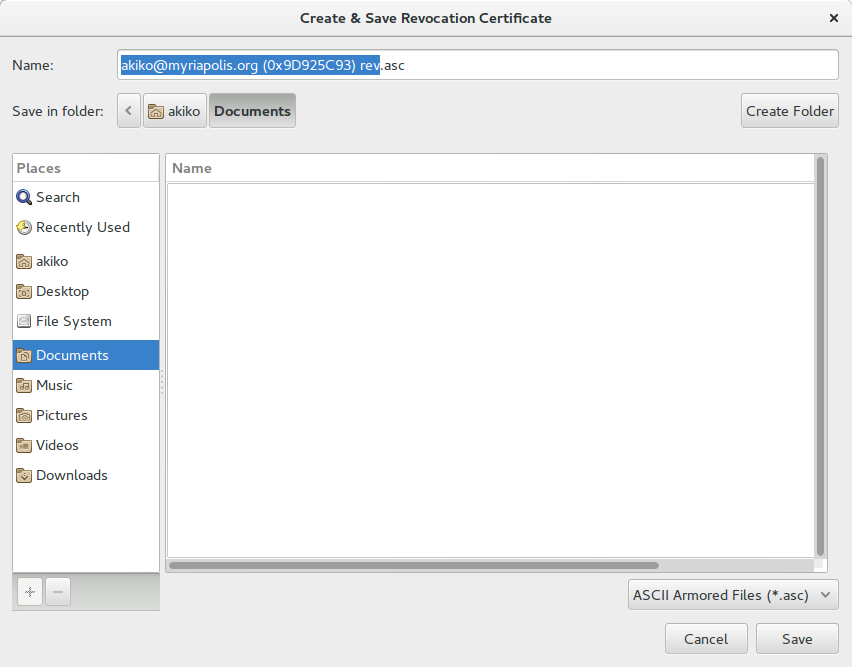 Create & Save Revocation Certificate
Name: akiko@myriapolis.org (0x9D925C93) rev.asc
Save in folder: akiko Documents Create Folder
Places
Search
Recently Used
akiko
Desktop
File System
Documents
Music
Pictures
Videos
Downloads
Name
ASCII Armored Files (*.asc)
Cancel Save